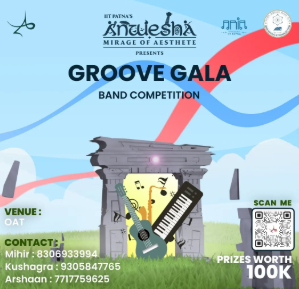 IIT PATNA'S
Anwesha
MIRAGE OF AESTHETE
PRESENTS
GROOVE GALA
BAND COMPETITION
VENUE :
OAT
CONTACT :
Mihir : 8306933994
Kushagra : 9305847765
Arshaan : 7717759625
SCAN ME
PRIZES WORTH
100K